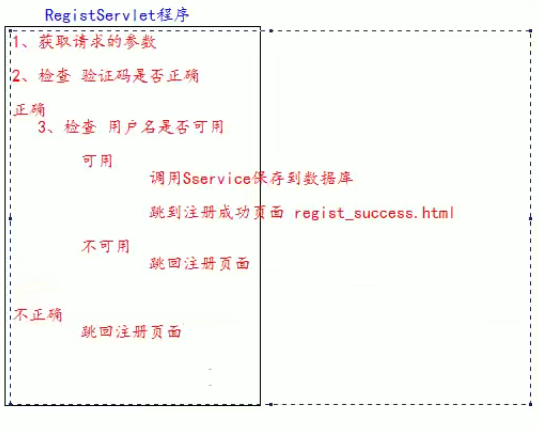 RegistServlet程序
1、获取请求的参数
2、检查 验证码是否正确
正确
3、检查 用户名是否可用
可用
调用Sservice保存到数据库
跳到注册成功页面 regist_success.html
不可用
跳回注册页面
不正确
跳回注册页面